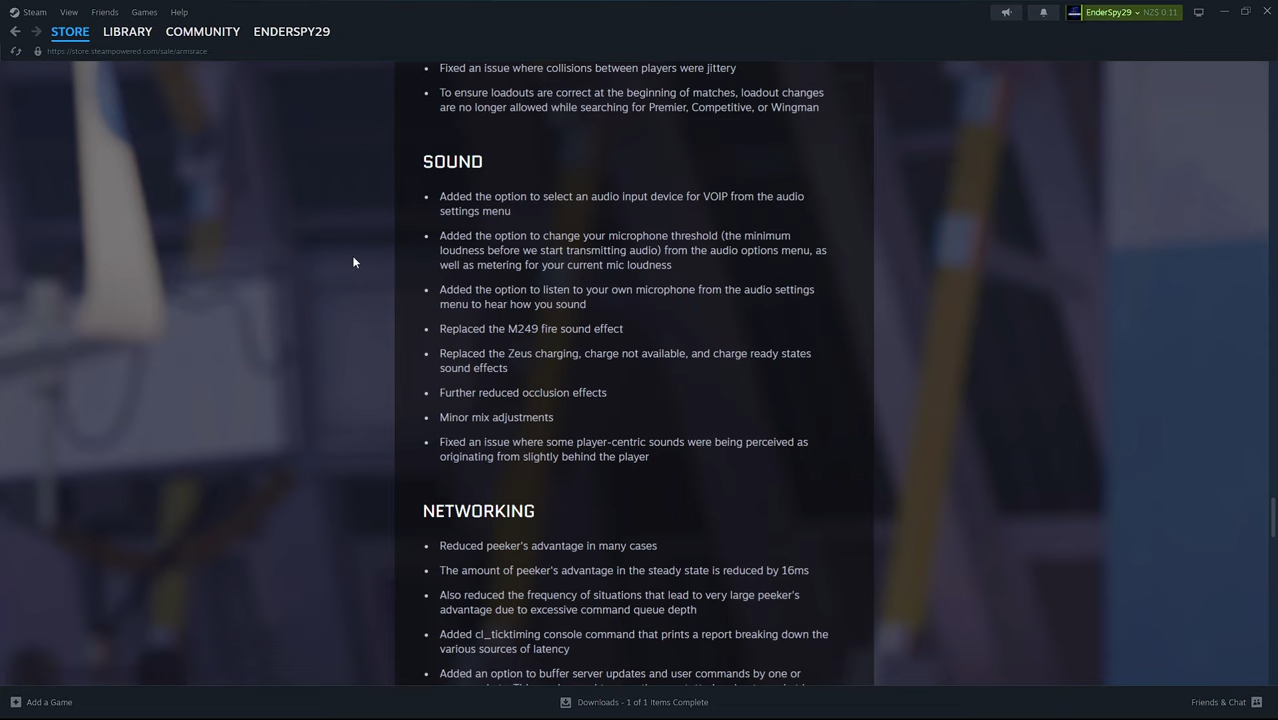 Steam View Friends Games Help
EnderSpy29 NZ$ 0.11
STORE LIBRARY COMMUNITY ENDERSPY29
https://store.steampowered.com/sale/armsrace
• Fixed an issue where collisions between players were jittery
• To ensure loadouts are correct at the beginning of matches, loadout changes
are no longer allowed while searching for Premier, Competitive, or Wingman
SOUND
• Added the option to select an audio input device for VOIP from the audio
settings menu
• Added the option to change your microphone threshold (the minimum
loudness before we start transmitting audio) from the audio options menu, as
well as metering for your current mic loudness
• Added the option to listen to your own microphone from the audio settings
menu to hear how you sound
• Replaced the M249 fire sound effect
• Replaced the Zeus charging, charge not available, and charge ready states
sound effects
• Further reduced occlusion effects
• Minor mix adjustments
• Fixed an issue where some player-centric sounds were being perceived as
originating from slightly behind the player
NETWORKING
• Reduced peeker's advantage in many cases
• The amount of peeker's advantage in the steady state is reduced by 16ms
• Also reduced the frequency of situations that lead to very large peeker's
advantage due to excessive command queue depth
• Added cl_ticktiming console command that prints a report breaking down the
various sources of latency
• Added an option to buffer server updates and user commands by one or
Add a Game
Downloads - 1 of 1 Items Complete
Friends & Chat